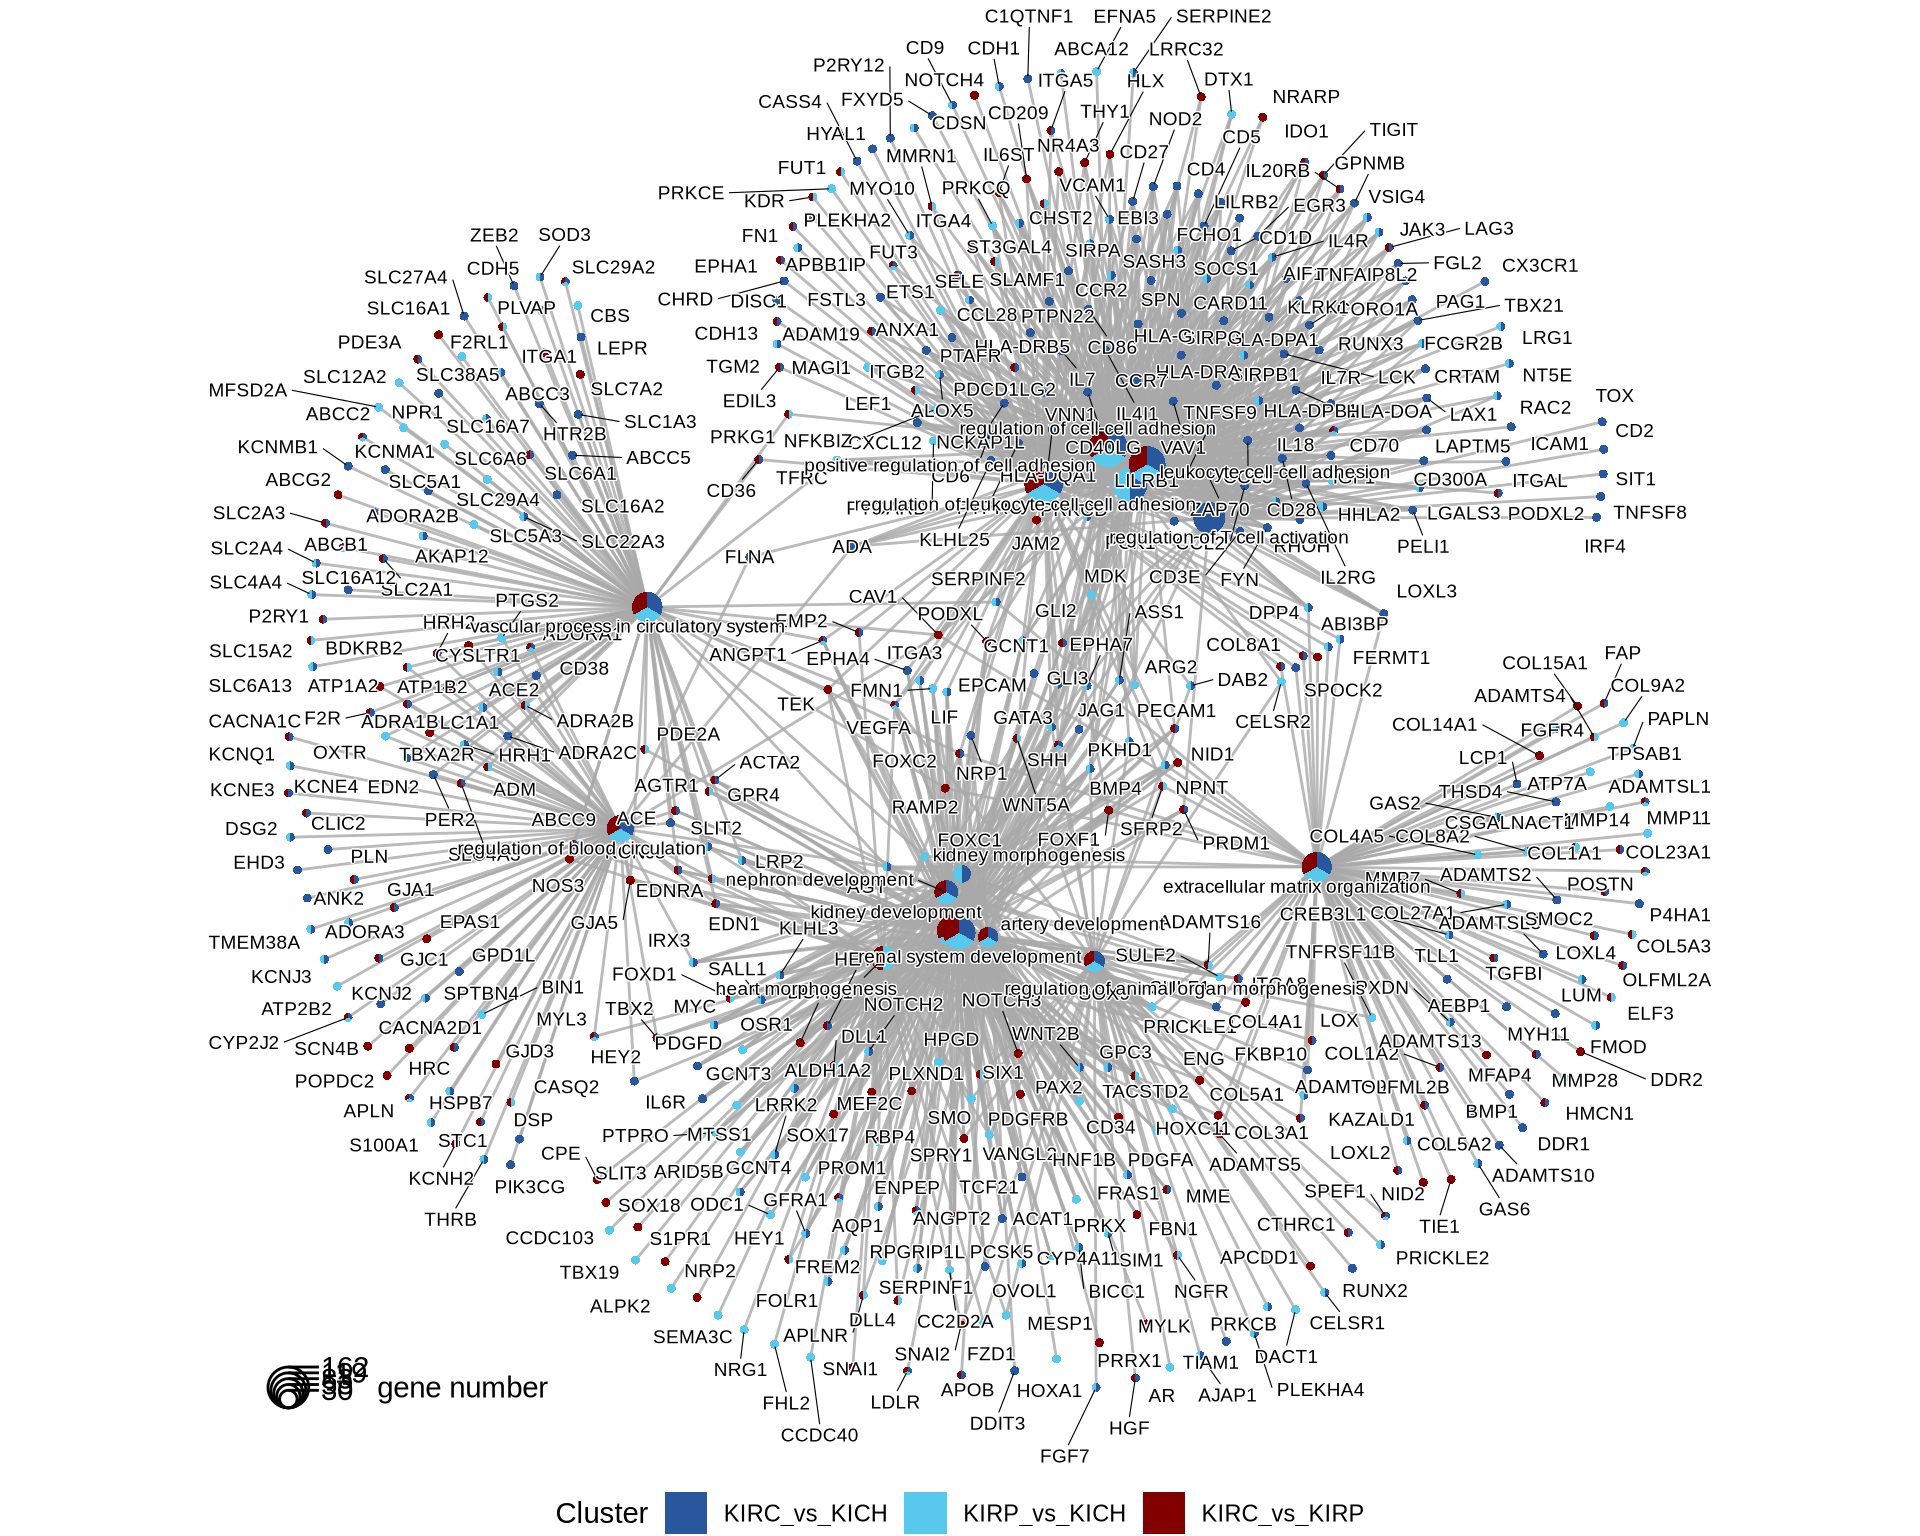 C1QTNF1 EFNA5 SERPINE2
CD9 CDH1 ABCA12 LRRC32
P2RY12 NOTCH4 ITGA5 HLX DTX1
CASS4 FXYD5 CDSN CD209 THY1 NOD2 NRARP
HYAL1 MMRN1 IL6ST NR4A3 CD27 CD5 IDO1 TIGIT
FUT1 MYO10 PRKCQ VCAM1 CD4 IL20RB GPNMB
PRKCE KDR PLEKHA2 ITGA4 CHST2 EBI3 LILRB2 EGR3 VSIG4
ZEB2 SOD3 FN1 FUT3 ST3GAL4 SIRPA FCHO1 CD1D IL4R JAK3 LAG3
SLC27A4 CDH5 SLC29A2 EPHA1 APBB1IP SELE SLAMF1 SASH3 SOCS1 TNFAIP8L2 FGL2 CX3CR1
SLC16A1 PLVAP CBS CHRD DISC1 FSTL3 ETS1 CCR2 SPN CARD11 KLRK1 PAG1 TBX21
PDE3A F2RL1 ITGA1 LEPR CDH13 ADAM19 ANXA1 CCL28 PTPN22 RUNX3 FCGR2B LRG1
MFSD2A SLC12A2 SLC38A5 SLC7A2 TGM2 MAGI1 ITGB2 PTAFR HLA-DRB5 CD86 HLA-DRA SIRPB1 IL7R LCK CRTAM NT5E TOX
ABCC2 NPR1 ABCC3 SLC1A3 EDIL3 LEF1 ALOX5 PDCD1LG2 IL7 CCR7 TNFSF9 HLA-DOA LAX1 RAC2 CD2
KCNMB1 KCNMA1 SLC16A7 HTR2B PRKG1 NFKBIZ CXCL12 NCKAP1L VNN1 IL4I1 IL18 CD70 LAPTM5 ICAM1
regulation of cell-cell adhesion
CD40LG VAV1
ABCG2 SLC5A1 SLC6A6 SLC6A1 ABCC5 CD36 TFRC CD6 HLA-DQA1 LILRB1 CD300A ITGAL SIT1
positive regulation of cell adhesion
leukocyte cell-cell adhesion
SLC2A3 ADORA2B SLC29A4 SLC16A2 ZAP70 CD28 HHLA2 LGALS3 PODXL2 TNFSF8
regulation of leukocyte cell-cell adhesion
SLC2A4 ABCB1 AKAP12 SLC5A3 SLC22A3 FLNA ADA KLHL25 JAM2 RHOH PELI1 IRF4
regulation of T cell activation
SLC4A4 SLC16A12 SLC2A1 PTGS2 SERPINF2 MDK CD3E FYN IL2RG LOXL3
P2RY1 HRH2 EMP2 CAV1 PODXL GLI2 ASS1 DPP4 ABI3BP
vascular process in circulatory system
ADORA1
SLC15A2 BDKRB2 CYSLTR1 CD38 ANGPT1 EPHA4 ITGA3 GCNT1 EPHA7 ARG2 COL8A1 FERMT1 COL15A1 FAP
SLC6A13 ATP1A2 ATP1B2 ACE2 TEK FMN1 EPCAM GLI3 DAB2 SPOCK2 ADAMTS4 COL9A2
CACNA1C F2R ADRA1B ADRA2B VEGFA LIF GATA3 JAG1 PECAM1 CELSR2 COL14A1 FGFR4 PAPLN
KCNQ1 OXTR TBXA2R HRH1 ADRA2C PDE2A ACTA2 FOXC2 NRP1 SHH PKHD1 NID1 LCP1 ATP7A TPSAB1
KCNE3 KCNE4 EDN2 ADM AGTR1 GPR4 RAMP2 WNT5A BMP4 NPNT GAS2 THSD4 ADAMTSL1
DSG2 CLIC2 PER2 ABCC9 ACE SLIT2 FOXC1 FOXF1 SFRP2 PRDM1 COL4A5 COL8A2 CSGALNACT1 MMP14 MMP11
EHD3 PLN LRP2 COL1A1 COL23A1
regulation of blood circulation
kidney morphogenesis
ANK2 GJA1 NOS3 EDNRA MMP7 ADAMTS2 POSTN
nephron development
extracellular matrix organization
TMEM38A ADORA3 EPAS1 GJA5 EDN1 KLHL3 ADAMTS16 CREB3L1 COL27A1 SMOC2 P4HA1
kidney development
artery development
KCNJ3 GJC1 GPD1L IRX3 SULF2 TNFRSF11B TLL1 LOXL4 COL5A3
renal system development
ATP2B2 KCNJ2 SPTBN4 BIN1 FOXD1 SALL1 TGFBI OLFML2A
heart morphogenesis
regulation of animal organ morphogenesis
CYP2J2 CACNA2D1 MYL3 TBX2 MYC OSR1 NOTCH2 NOTCH3 PRICKLE1 COL4A1 LOX AEBP1 LUM ELF3
SCN4B HRC GJD3 HEY2 PDGFD DLL1 HPGD WNT2B GPC3 ENG FKBP10 COL1A2 ADAMTS13 MYH11 FMOD
POPDC2 CASQ2 GCNT3 ALDH1A2 PLXND1 SIX1 PAX2 TACSTD2 COL5A1 OLFML2B MFAP4 MMP28 DDR2
APLN HSPB7 DSP IL6R LRRK2 MEF2C SMO PDGFRB CD34 HOXC11 COL3A1 KAZALD1 BMP1 HMCN1
S100A1 STC1 CPE PTPRO MTSS1 SOX17 RBP4 SPRY1 VANGL2 HNF1B PDGFA ADAMTS5 LOXL2 COL5A2 DDR1
KCNH2 PIK3CG SLIT3 ARID5B GCNT4 PROM1 ENPEP TCF21 FRAS1 MME SPEF1 NID2 ADAMTS10
THRB SOX18 ODC1 GFRA1 AQP1 ANGPT2 ACAT1 PRKX FBN1 CTHRC1 TIE1 GAS6
CCDC103 S1PR1 HEY1 RPGRIP1L PCSK5 CYP4A11 SIM1 APCDD1 PRICKLE2
TBX19 NRP2 FREM2 SERPINF1 OVOL1 BICC1 NGFR RUNX2
ALPK2 FOLR1 DLL4 CC2D2A MESP1 MYLK PRKCB CELSR1
SEMA3C APLNR SNAI2 FZD1 PRRX1 TIAM1 DACT1
NRG1 SNAI1 LDLR APOB HOXA1 AR AJAP1 PLEKHA4
FHL2 DDIT3 HGF
CCDC40 FGF7
162
gene number
Cluster KIRC_vs_KICH KIRP_vs_KICH KIRC_vs_KIRP